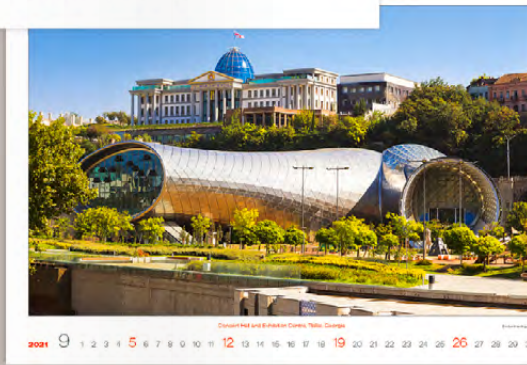 Concert Hall and Exhibition Centre, Tbilisi, Georgia
2021 9 1 2 3 4 5 6 7 8 9 10 11 12 13 14 15 16 17 18 19 20 21 22 23 24 25 26 27 28 29